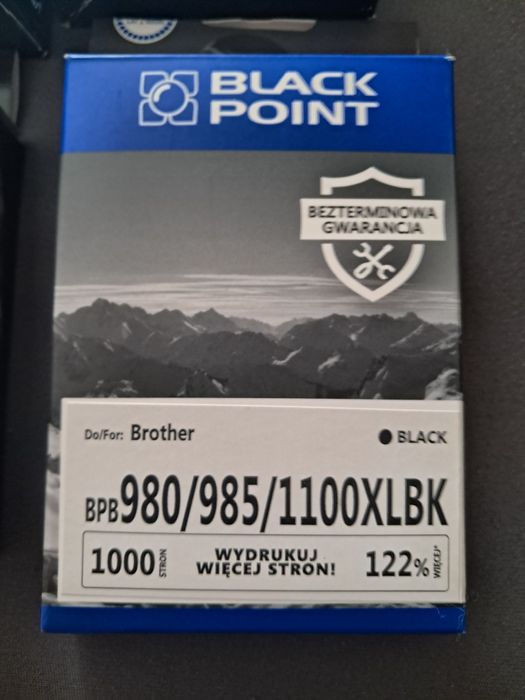 BLACK
POINT
BEZTERMINOWA
GWARANCJA
Do/For: Brother
BLACK
BPB980/985/1100XLBK
1000 STRON
WYDRUKUJ
WIĘCEJ STRON!
122% WIĘCEJ*